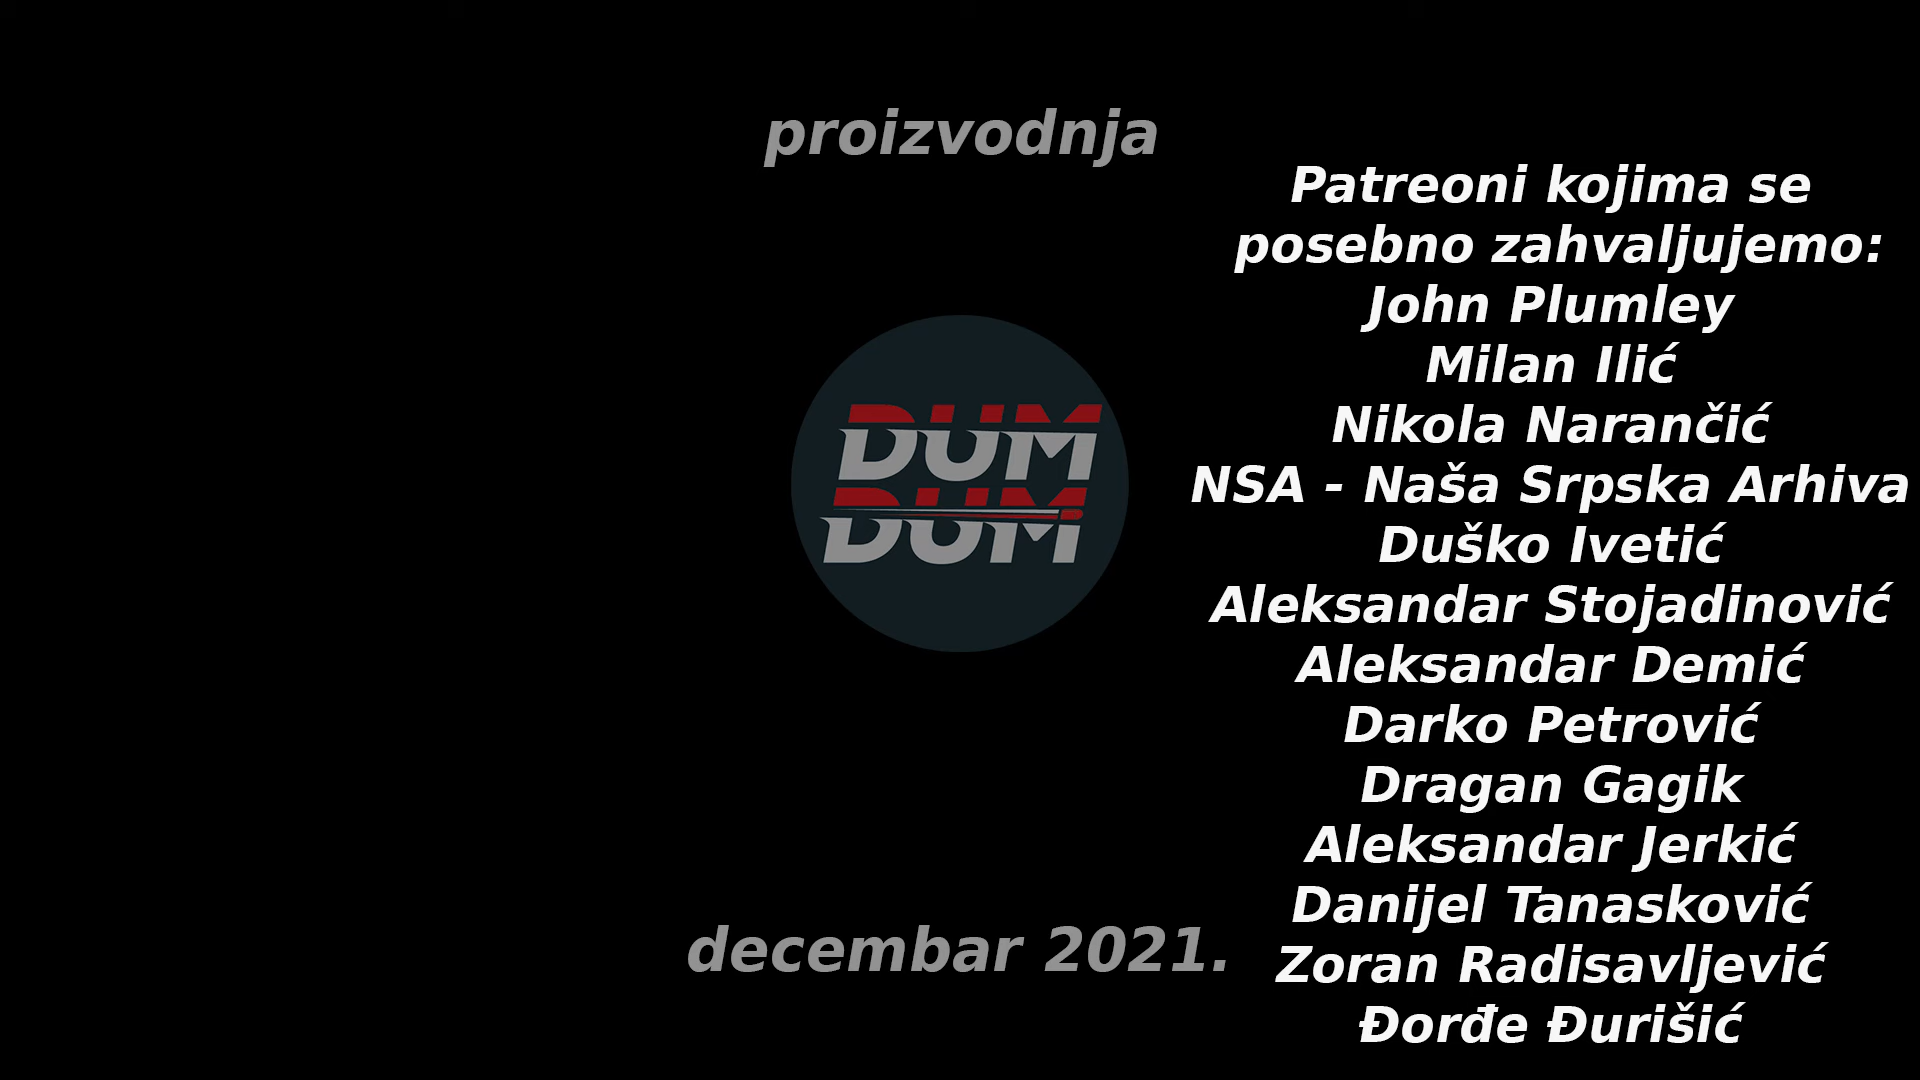 proizvodnja
DUM
DUM
decembar 2021.
Patreoni kojima se
posebno zahvaljujemo:
John Plumley
Milan Ilić
Nikola Narančić
NSA - Naša Srpska Arhiva
Duško Ivetić
Aleksandar Stojadinović
Aleksandar Demić
Darko Petrović
Dragan Gagik
Aleksandar Jerkić
Danijel Tanasković
Zoran Radisavljević
Đorđe Đurišić